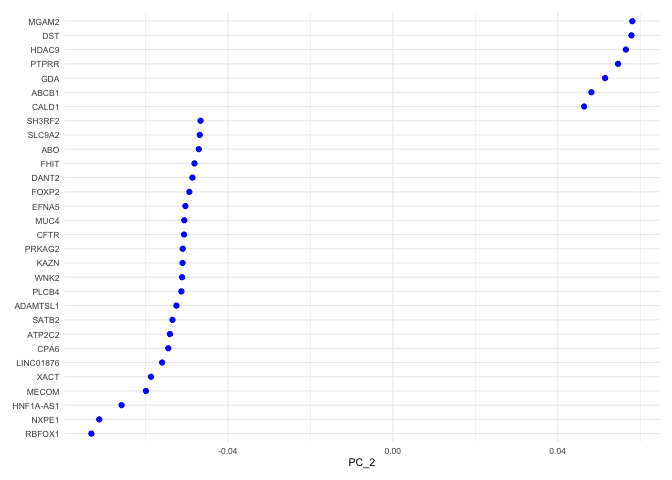 MGAM2
DST
HDAC9
PTPRR
GDA
ABCB1
CALD1
SH3RF2
SLC9A2
ABO
FHIT
DANT2
FOXP2
EFNA5
MUC4
CFTR
PRKAG2
KAZN
WNK2
PLCB4
ADAMTSL1
SATB2
ATP2C2
CPA6
LINC01876
XACT
MECOM
HNF1A-AS1
NXPE1
RBFOX1
-0.04 0.00 0.04
PC_2